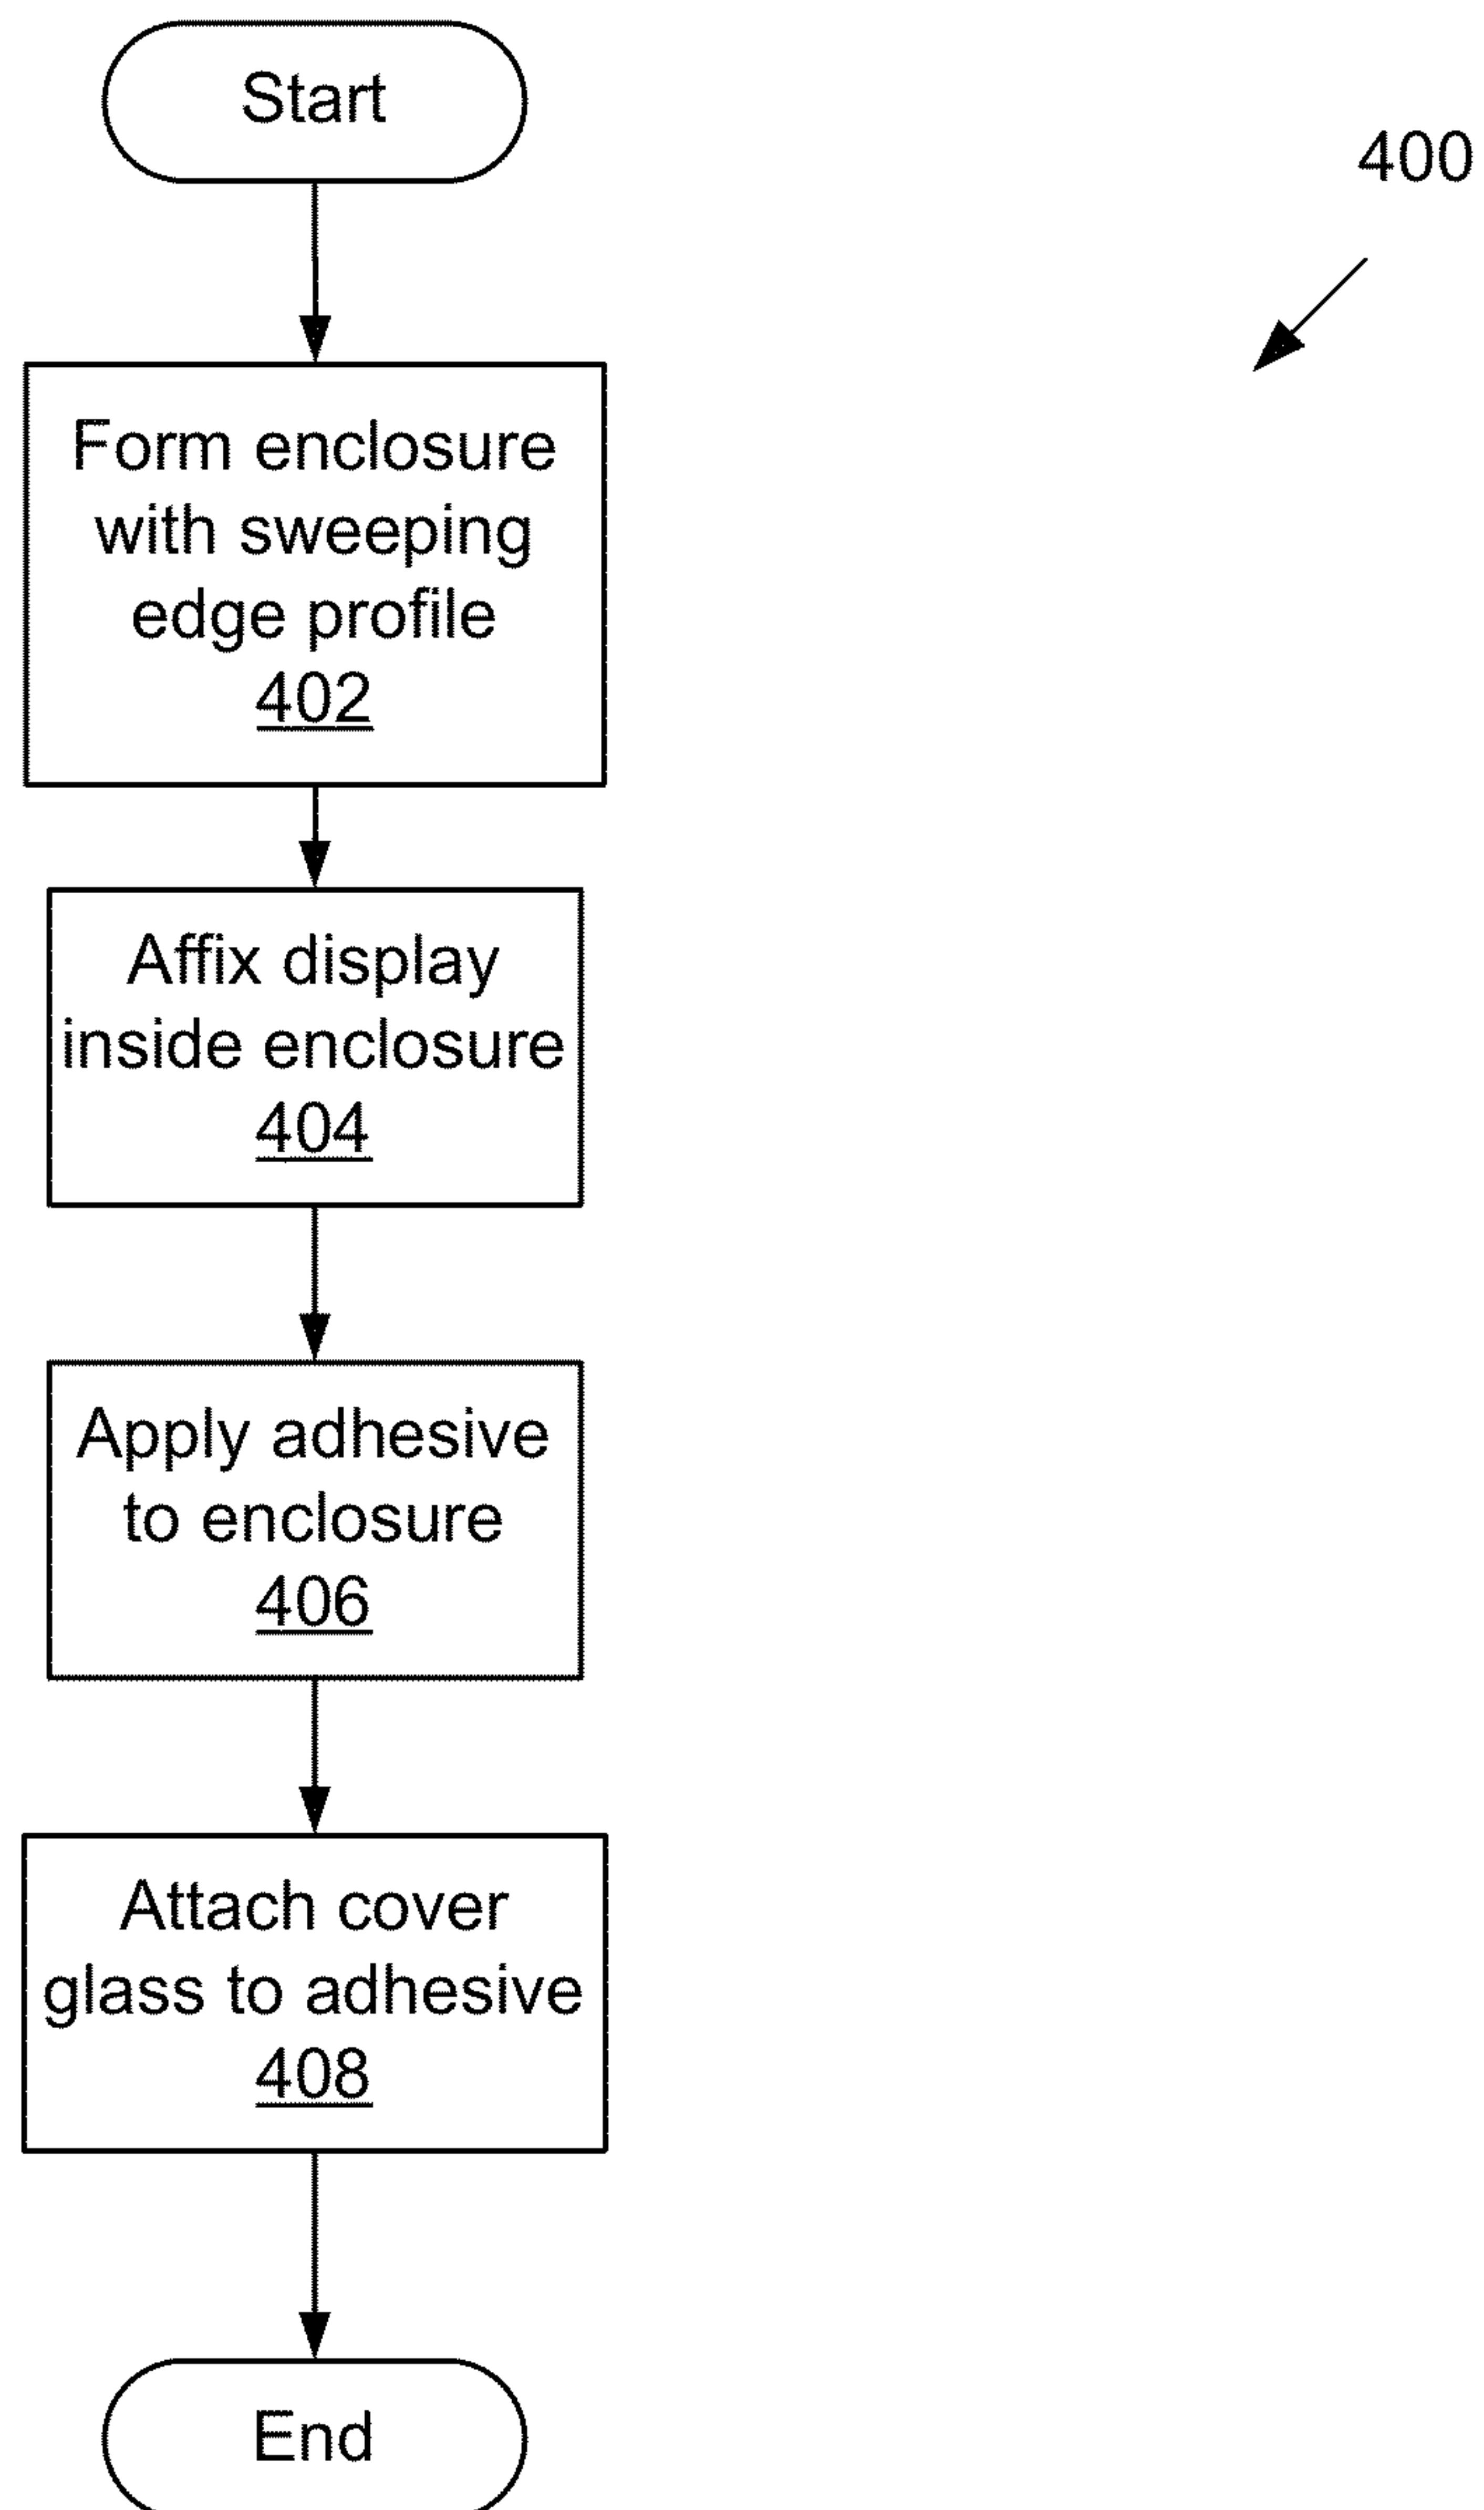 Start
400
Form enclosure
with sweeping
edge profile
402
Affix display
inside enclosure
404
Apply adhesive
to enclosure
406
Attach cover
glass to adhesive
408
End